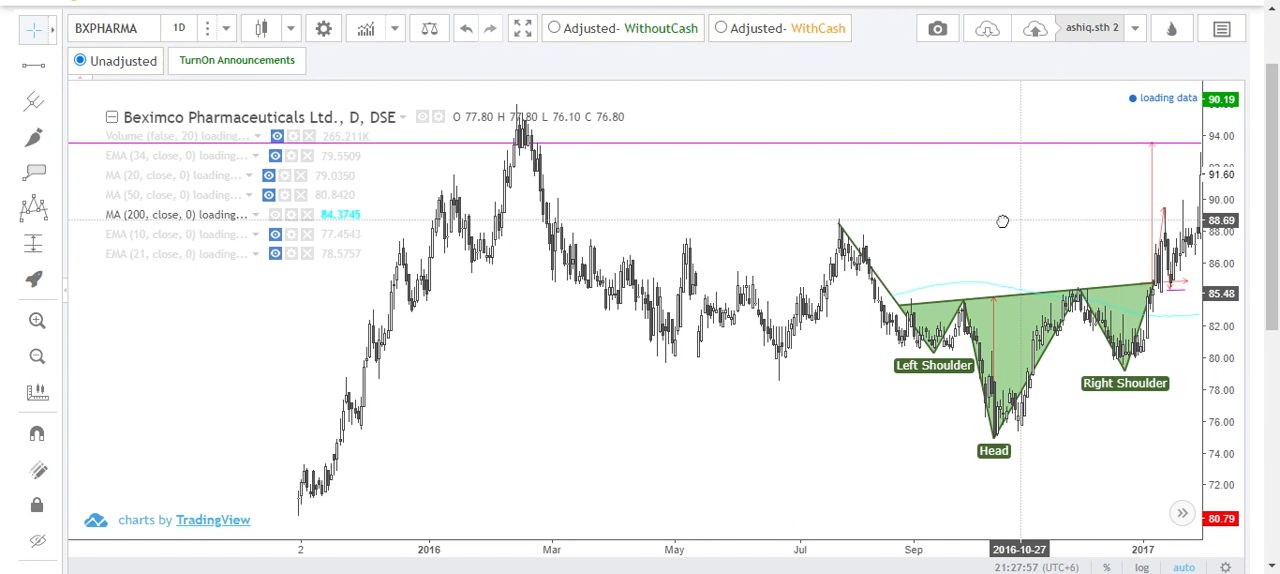 BXPHARMA 1D Adjusted- WithoutCash Adjusted- WithCash ashiq.sth 2
Unadjusted TurnOn Announcements
loading data
90.19
Beximco Pharmaceuticals Ltd., D, DSE O 77.80 H 77.80 L 76.10 C 76.80
Volume (false, 20) loading... 265.211K
94.00
EMA (34, close, 0) loading... 79.5509
MA (20, close, 0) loading... 79.0350
91.60
MA (50, close, 0) loading... 80.8420
90.00
MA (200, close, 0) loading... 84.3745
88.69
EMA (10, close, 0) loading... 77.4543
88.00
EMA (21, close, 0) loading... 78.5757
86.00
85.48
82.00
80.00
Left Shoulder
Right Shoulder
78.00
76.00
Head
74.00
72.00
charts by TradingView
80.79
2 2016 Mar May Jul Sep 2016-10-27 2017
21:27:57 (UTC+6) % log auto